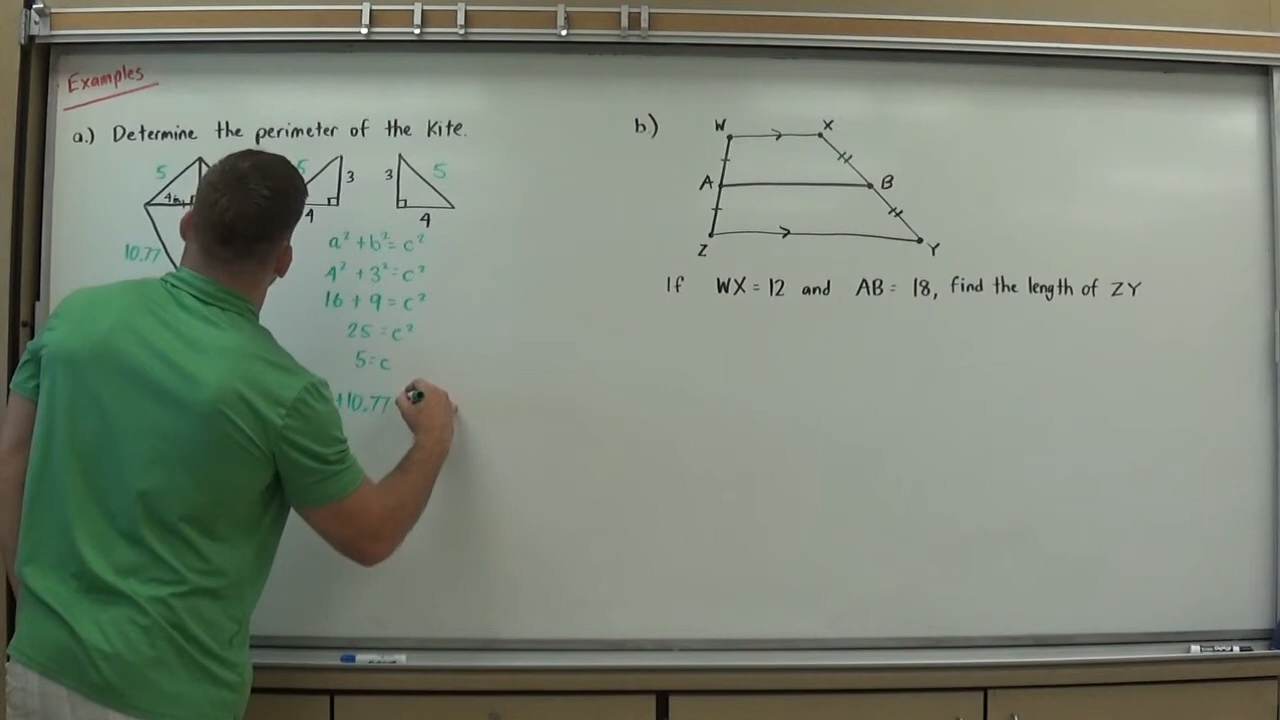 Examples
a.) Determine the perimeter of the Kite.
5
4
10.77
5
3
4
3
5
4
a² + b² = c²
4² + 3² = c²
16 + 9 = c²
25 = c²
5 = c
+10.77
b)
W X
A B
Z Y
If WX = 12 and AB = 18, find the length of ZY